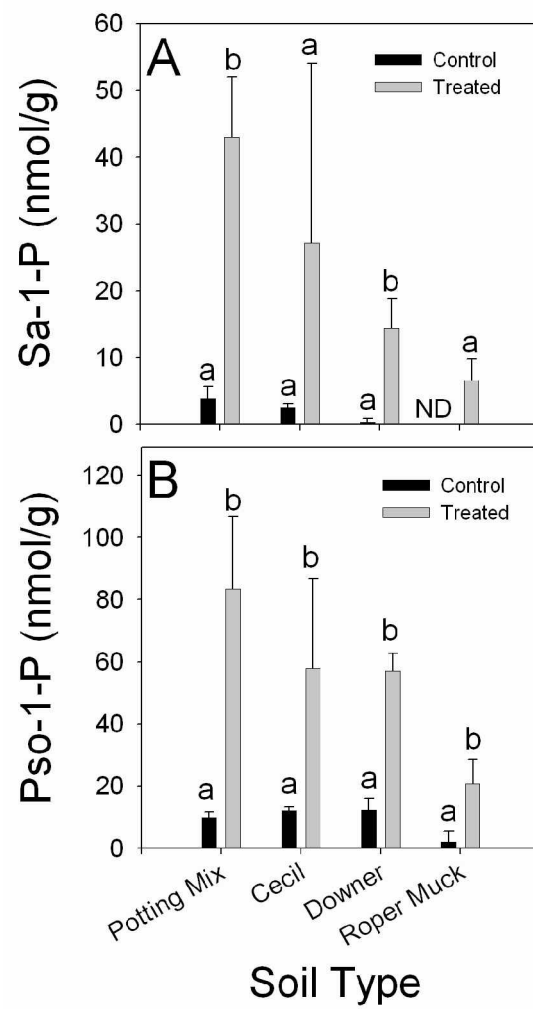 A
Control
Treated
Sa-1-P (nmol/g)
60
50
40
30
20
10
0
b
a
b
a
a
a
a
ND
B
Control
Treated
Pso-1-P (nmol/g)
120
100
80
60
40
20
0
b
b
b
b
a
a
a
a
Potting Mix
Cecil
Downer
Roper Muck
Soil Type